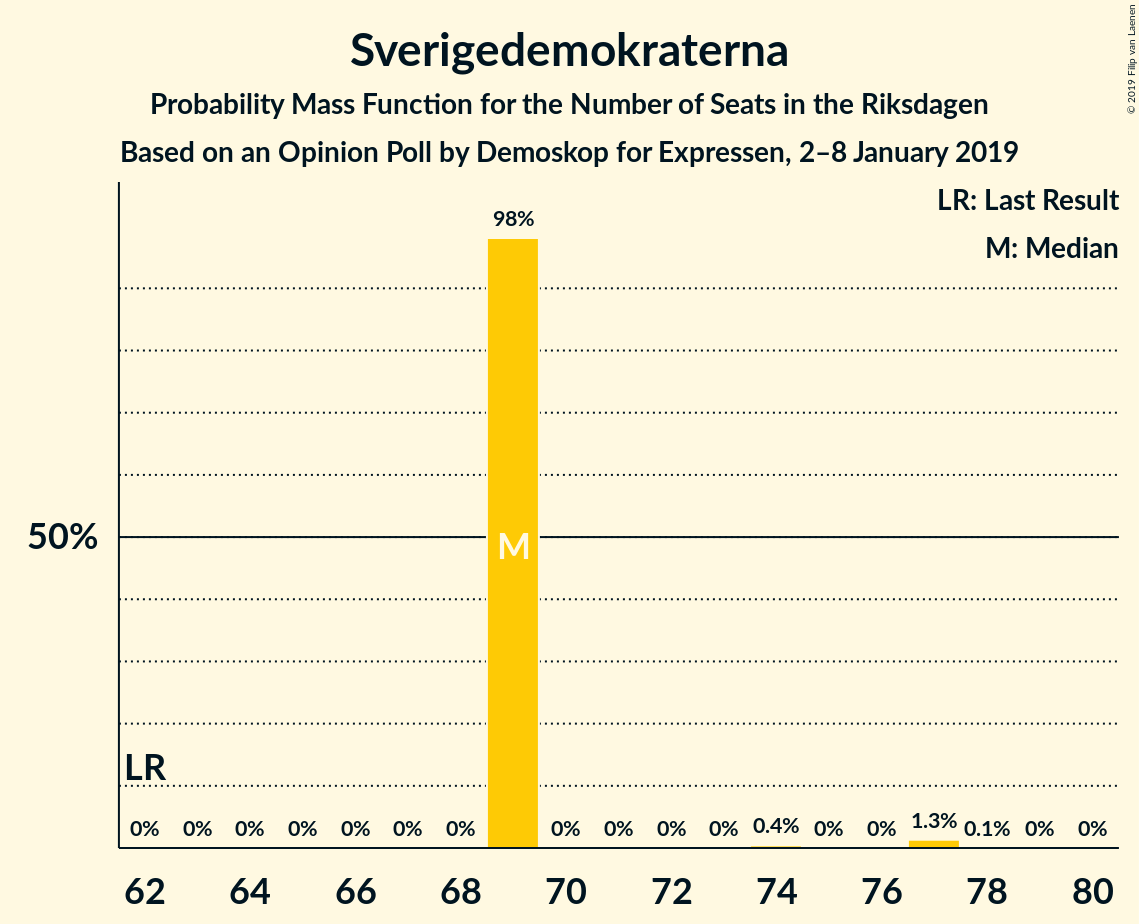 Sverigedemokraterna
Probability Mass Function for the Number of Seats in the Riksdagen
Based on an Opinion Poll by Demoskop for Expressen, 2–8 January 2019
© 2019 Filip van Laenen
LR: Last Result
M: Median
98%
50%
M
LR
0% 0% 0% 0% 0% 0% 0% 0% 0% 0% 0% 0.4% 0% 0% 1.3% 0.1% 0% 0%
62 64 66 68 70 72 74 76 78 80